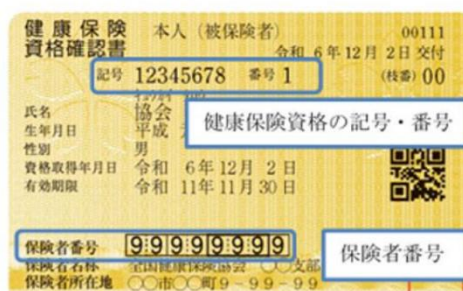 健康保険 本人（被保険者） 00111
資格確認書 令和 6年12月 2日 交付
記号 12345678 番号 1 (枝番) 00
氏名 協会
健康保険資格の記号・番号
生年月日 平成
性別 男
資格取得年月日 令和 6年12月 2日
有効期限 令和 11年11月30日
保険者番号 99999999
保険者番号
保険者名称 全国健康保険協会 〇〇支部
保険者所在地 〇〇市〇〇町9-99-99